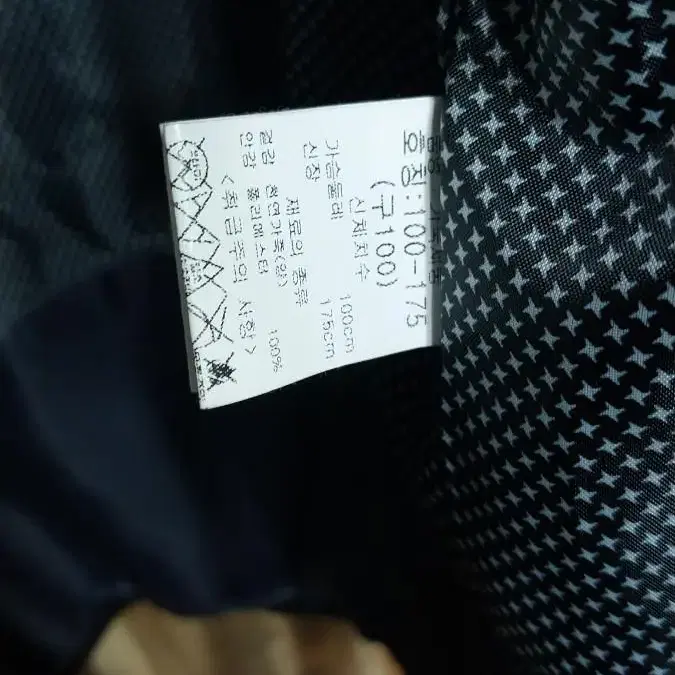 호칭:100-175
(구100)
신체치수
가슴둘레 100cm
신장 175cm
재료의 종류
겉감 천연가죽(양)
안감 폴리에스터 100%
<취급주의 사항>